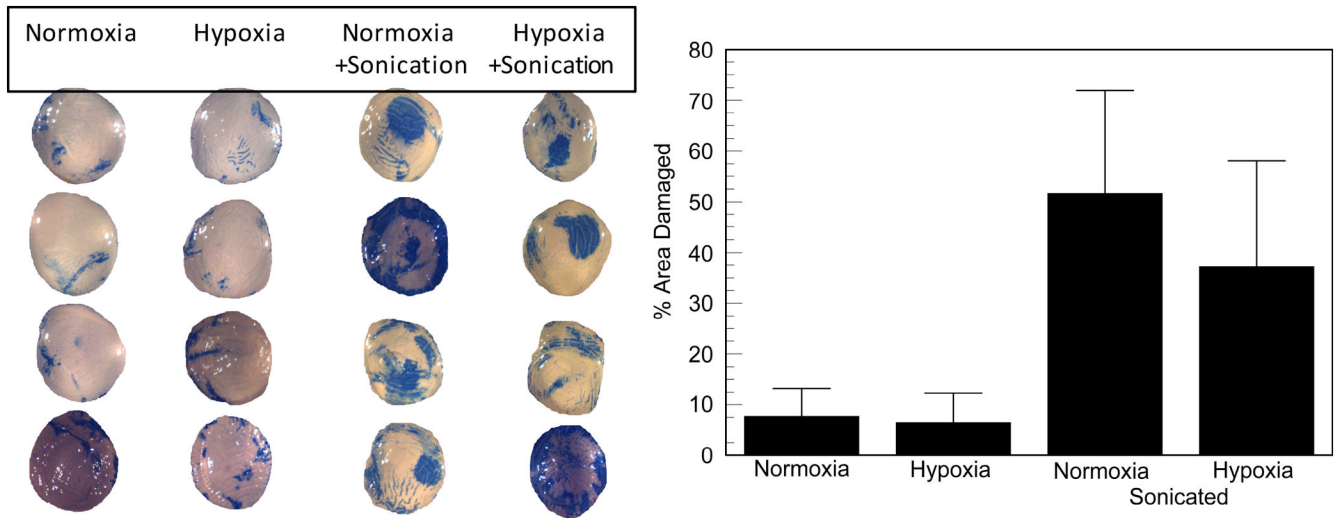 Normoxia
Hypoxia
Normoxia
+Sonication
Hypoxia
+Sonication
% Area Damaged
80
70
60
50
40
30
20
10
0
Normoxia
Hypoxia
Normoxia
Hypoxia
Sonicated